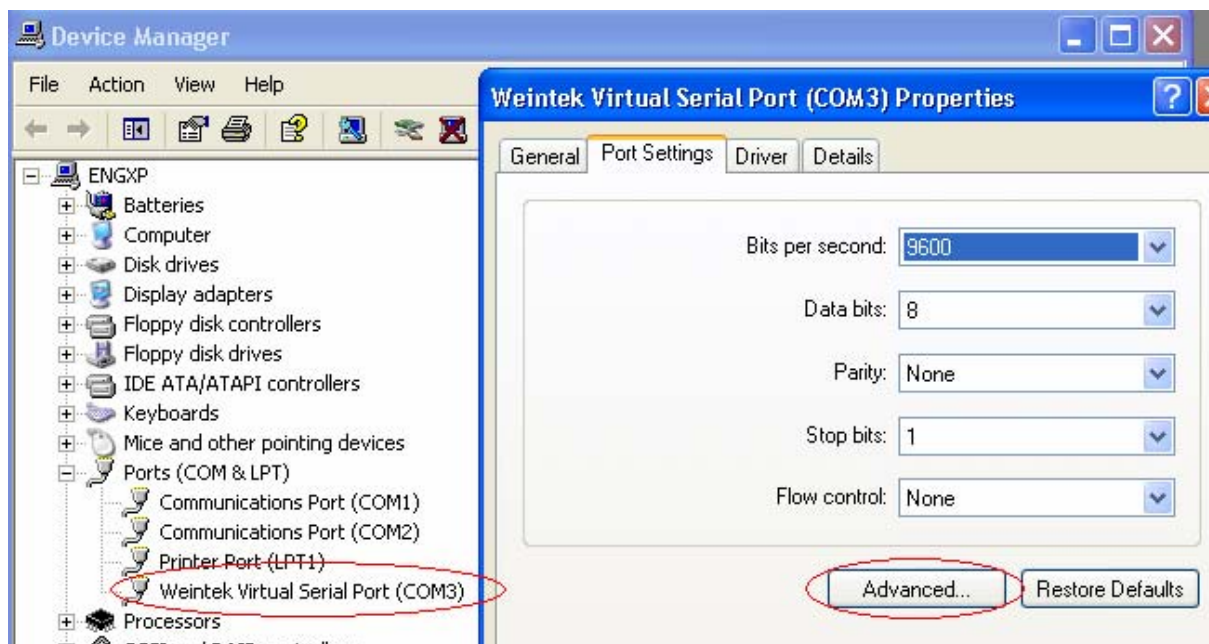 Device Manager
File Action View Help
ENGXP
Batteries
Computer
Disk drives
Display adapters
Floppy disk controllers
Floppy disk drives
IDE ATA/ATAPI controllers
Keyboards
Mice and other pointing devices
Ports (COM & LPT)
Communications Port (COM1)
Communications Port (COM2)
Printer Port (LPT1)
Weintek Virtual Serial Port (COM3)
Processors
Weintek Virtual Serial Port (COM3) Properties
General Port Settings Driver Details
Bits per second: 9600
Data bits: 8
Parity: None
Stop bits: 1
Flow control: None
Advanced... Restore Defaults